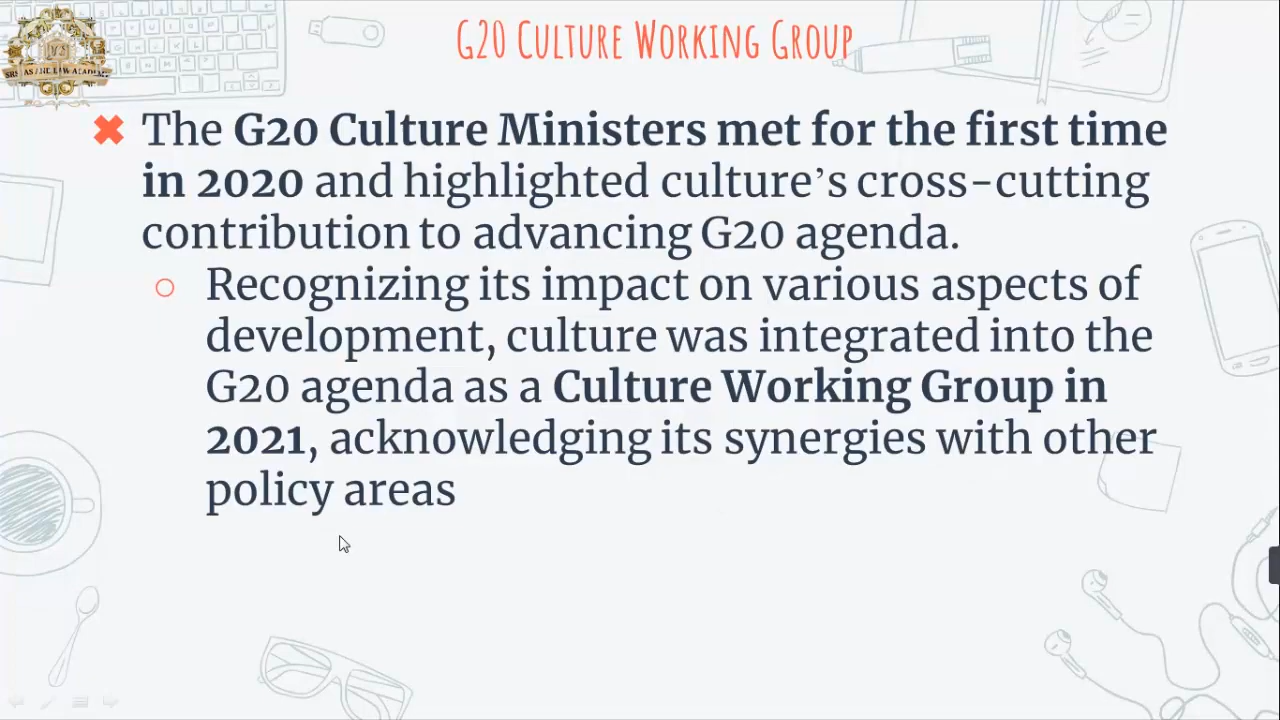 G20 Culture Working Group
The G20 Culture Ministers met for the first time
in 2020 and highlighted culture’s cross-cutting
contribution to advancing G20 agenda.
Recognizing its impact on various aspects of
development, culture was integrated into the
G20 agenda as a Culture Working Group in
2021, acknowledging its synergies with other
policy areas